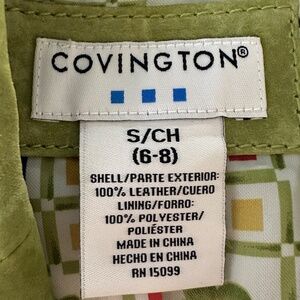 COVINGTON®
S/CH
(6-8)
SHELL/PARTE EXTERIOR:
100% LEATHER/CUERO
LINING/FORRO:
100% POLYESTER/
POLIÉSTER
MADE IN CHINA
HECHO EN CHINA
RN 15099